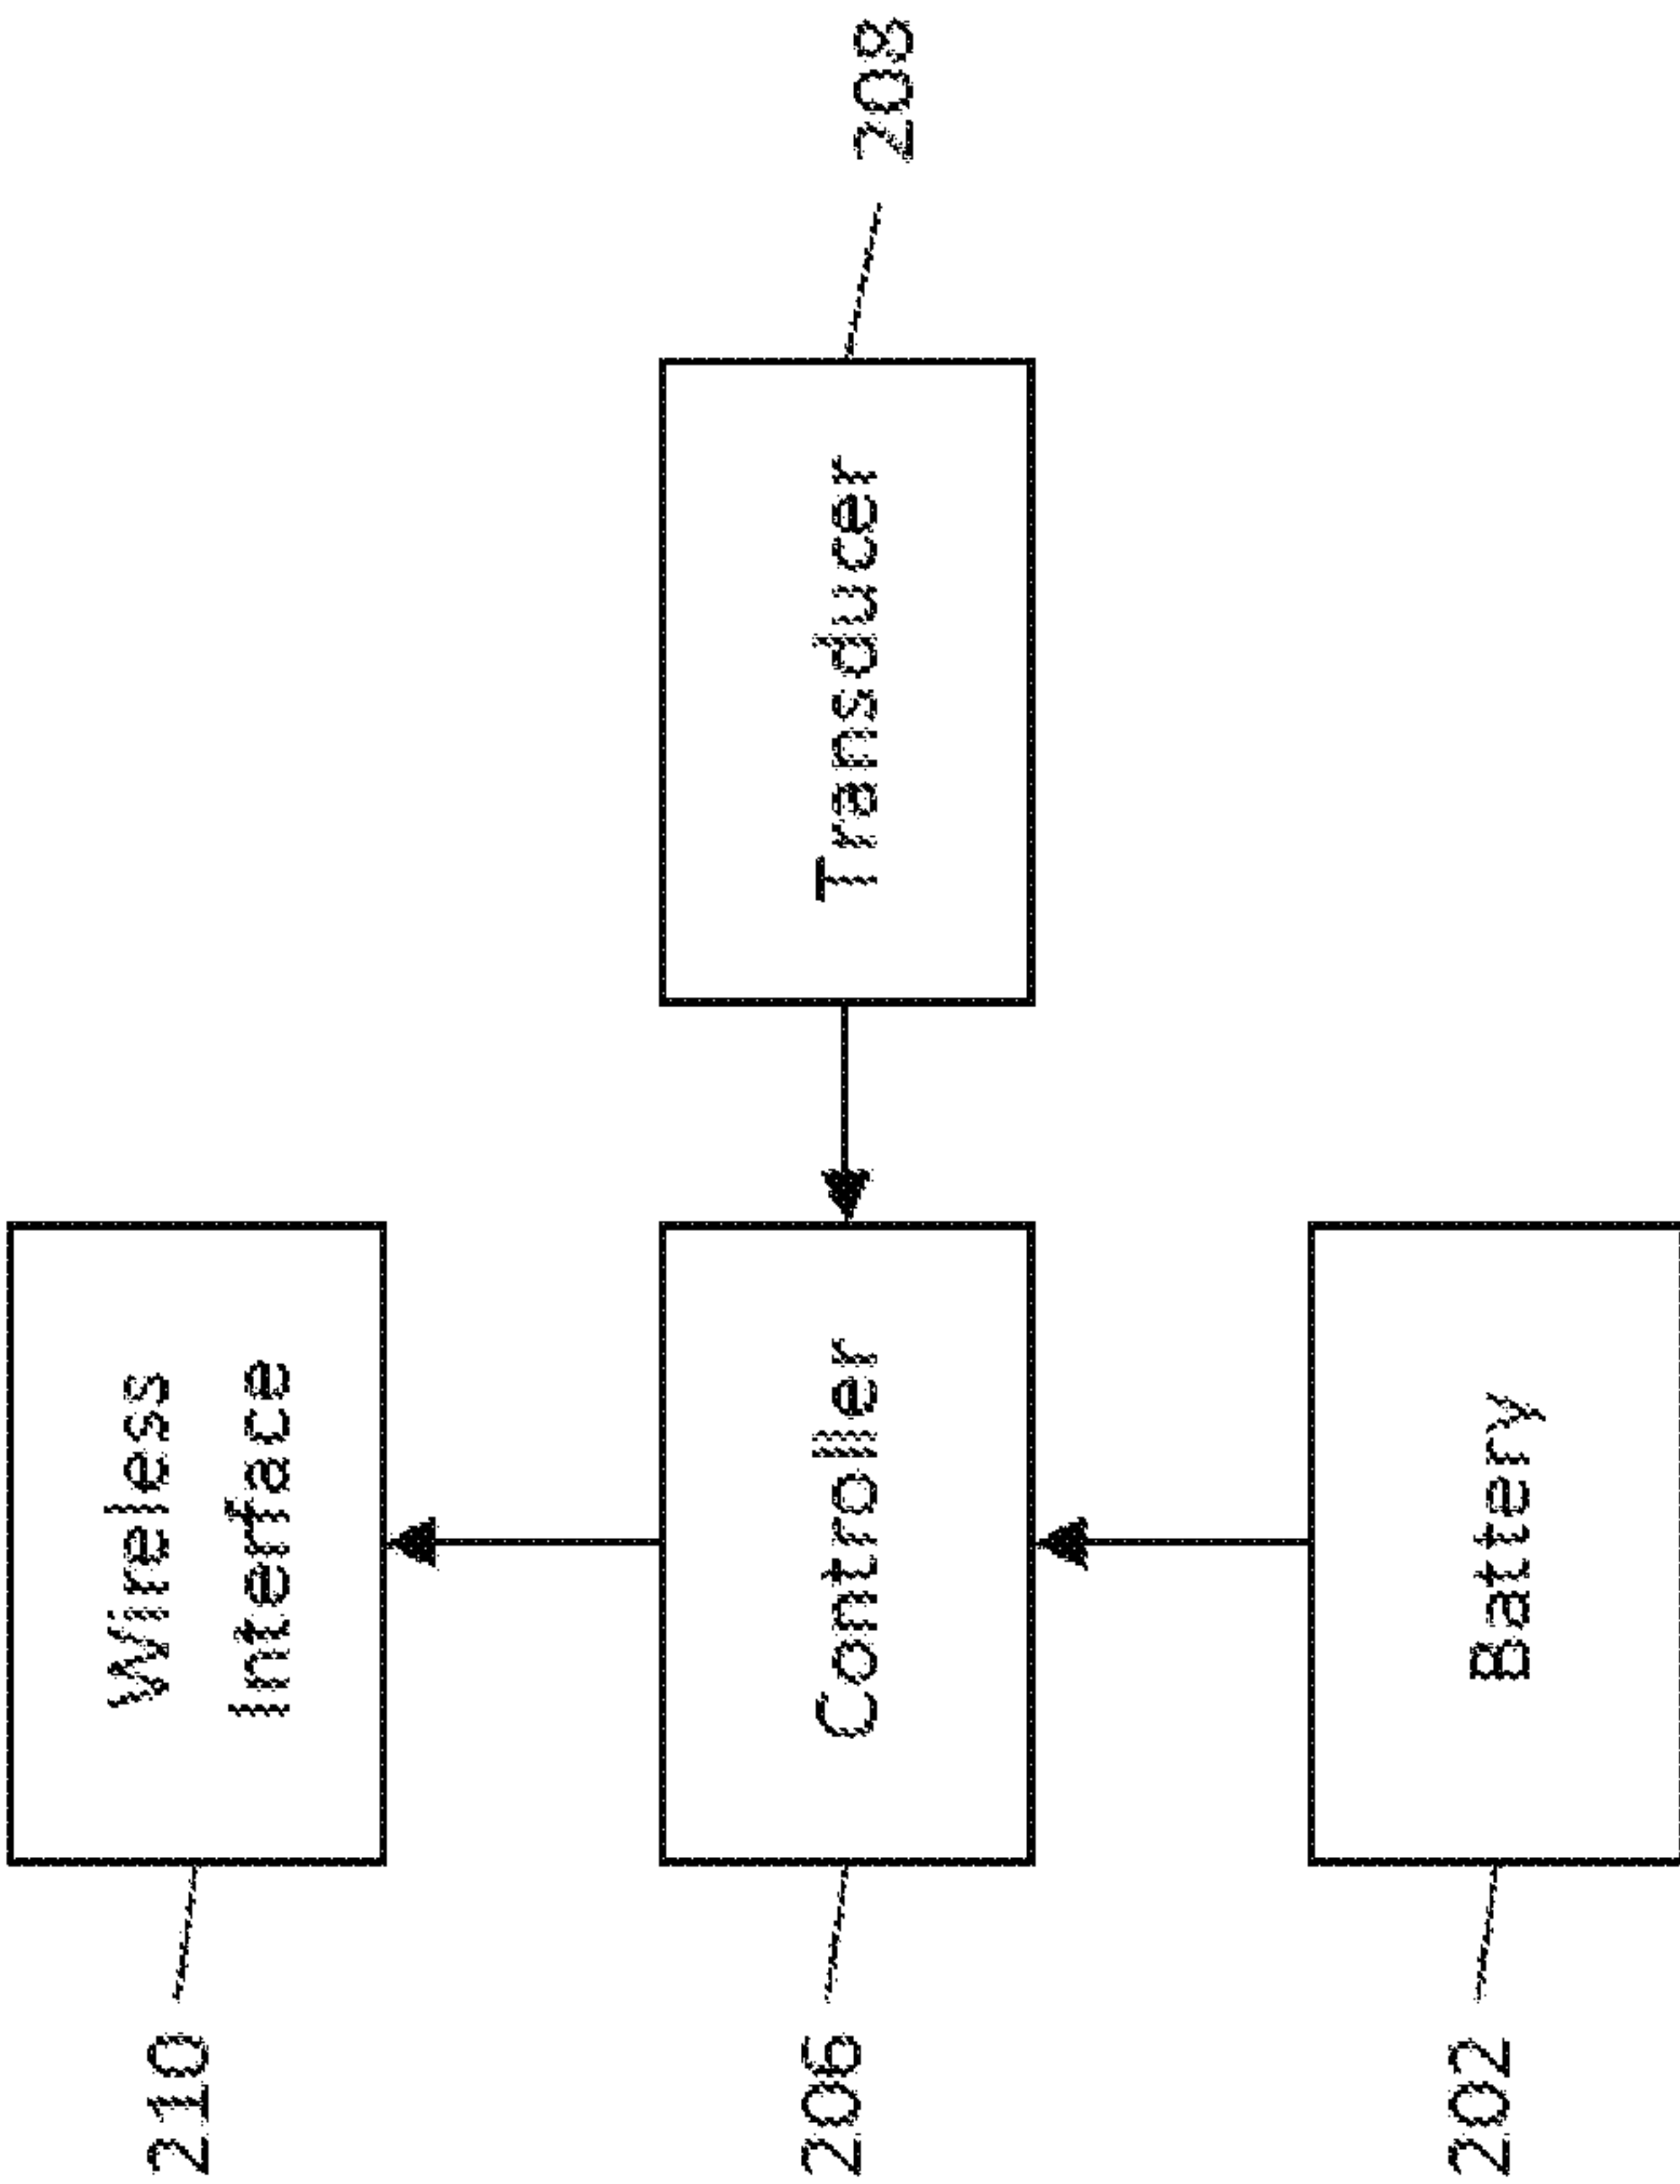 210
Wireless
Interface
206
Controller
Transducer
208
202
Battery